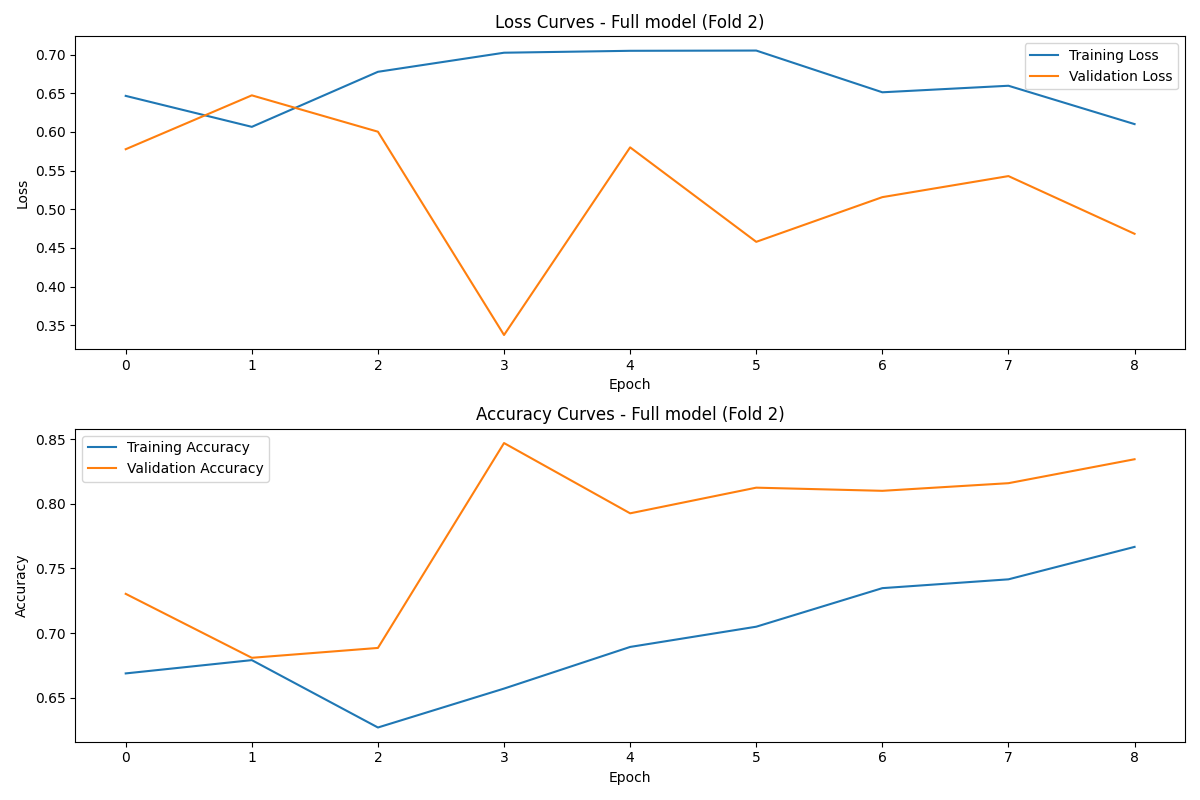 Loss Curves - Full model (Fold 2)
Training Loss
Validation Loss
Loss
0.70
0.65
0.60
0.55
0.50
0.45
0.40
0.35
0 1 2 3 4 5 6 7 8
Epoch
Accuracy Curves - Full model (Fold 2)
Training Accuracy
Validation Accuracy
Accuracy
0.85
0.80
0.75
0.70
0.65
0 1 2 3 4 5 6 7 8
Epoch